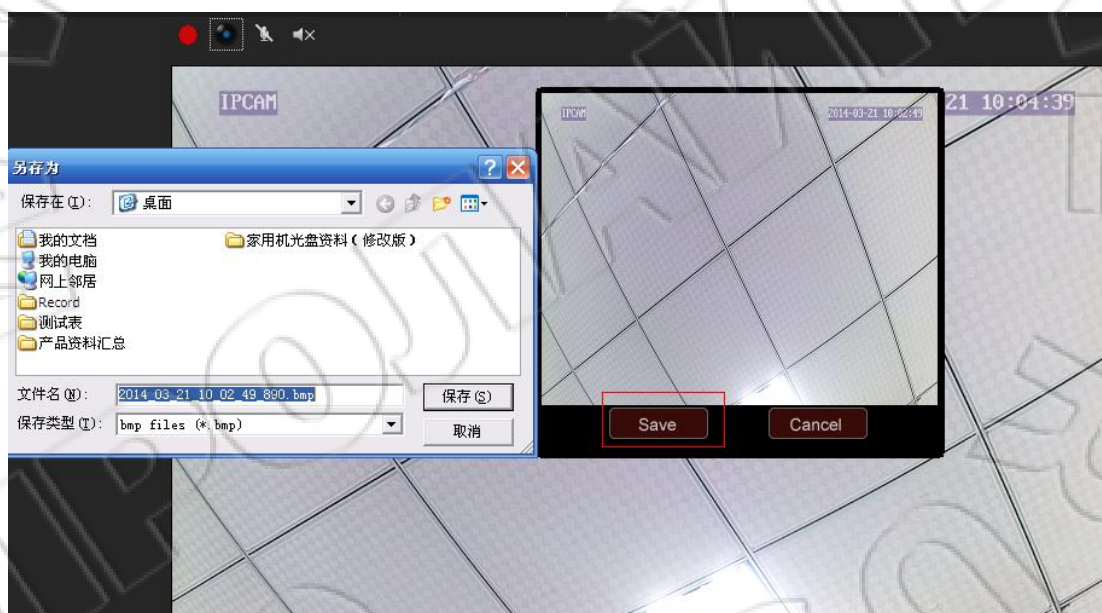 IPCAM
21 10:04:39
IPCAM
2014-03-21 10:02:49
另存为
保存在(I):
桌面
我的文档
家用机光盘资料(修改版)
我的电脑
网上邻居
Record
测试表
产品资料汇总
文件名(N):
2014_03_21_10_02_49_890.bmp
保存(S)
保存类型(T):
bmp files (*.bmp)
取消
Save
Cancel